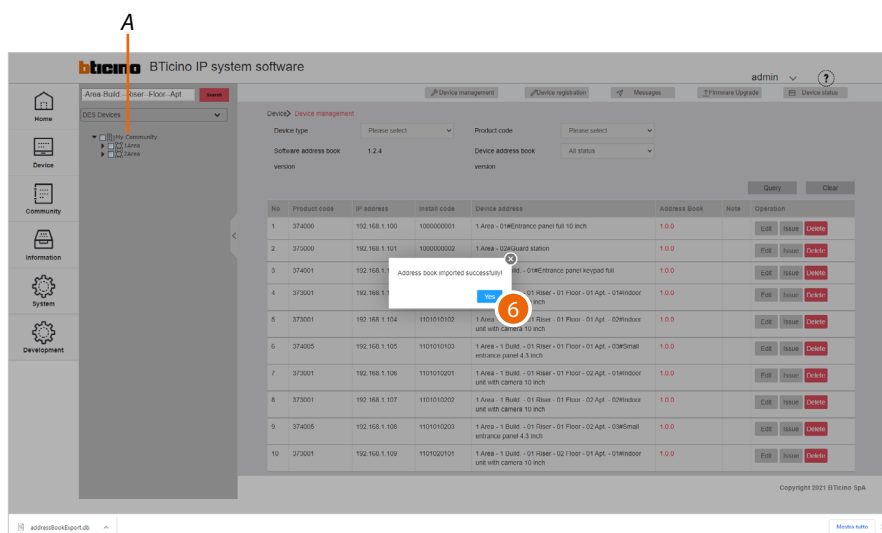 A
bticino BTicino IP system software
admin
?
Area-Build.-Riser-Floor-Apt Search
Device management Device registration Messages Firmware Upgrade Device status
Home
DES Devices
Device> Device management
Device type Please select Product code Please select
My Community
1Area
2Area
Software address book version 1.2.4 Device address book version All status
Device
Query Clear
Community
No Product code IP address Install code Device address Address Book Note Operation
1 374000 192.168.1.100 1000000001 1 Area - 01#Entrance panel full 10 inch 1.0.0 Edit Issue Delete
Information
2 375000 192.168.1.101 1000000002 1 Area - 02#Guard station 1.0.0 Edit Issue Delete
3 374001 192.168.1.1 Build. - 01#Entrance panel keypad full 1.0.0 Edit Issue Delete
Address book imported successfully!
Yes
6
System
4 373001 192.168.1.1 - 01 Riser - 01 Floor - 01 Apt. - 01#Indoor inch 1.0.0 Edit Issue Delete
5 373001 192.168.1.104 1101010102 1 Area - 1 Build. - 01 Riser - 01 Floor - 01 Apt. - 02#Indoor
unit with camera 10 inch 1.0.0 Edit Issue Delete
Development
6 374005 192.168.1.105 1101010103 1 Area - 1 Build. - 01 Riser - 01 Floor - 01 Apt. - 03#Small
entrance panel 4.3 inch 1.0.0 Edit Issue Delete
7 373001 192.168.1.106 1101010201 1 Area - 1 Build. - 01 Riser - 01 Floor - 02 Apt. - 01#Indoor
unit with camera 10 inch 1.0.0 Edit Issue Delete
8 373001 192.168.1.107 1101010202 1 Area - 1 Build. - 01 Riser - 01 Floor - 02 Apt. - 02#Indoor
unit with camera 10 inch 1.0.0 Edit Issue Delete
9 374005 192.168.1.108 1101010203 1 Area - 1 Build. - 01 Riser - 01 Floor - 02 Apt. - 03#Small
entrance panel 4.3 inch 1.0.0 Edit Issue Delete
10 373001 192.168.1.109 1101020101 1 Area - 1 Build. - 01 Riser - 02 Floor - 01 Apt. - 01#Indoor
unit with camera 10 inch 1.0.0 Edit Issue Delete
Copyright 2021 BTicino SpA
addressBookExport.db Mostra tutto